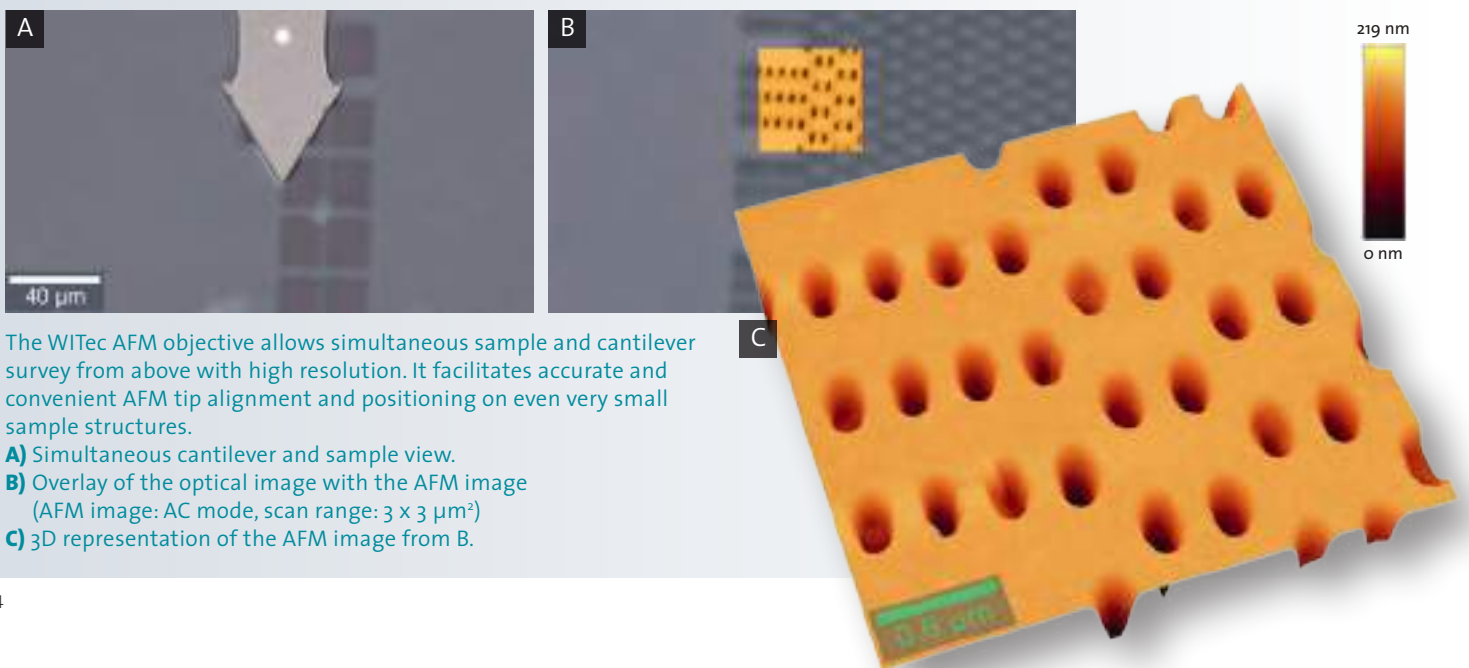 A
B
219 nm
0 nm
40 µm
The WITec AFM objective allows simultaneous sample and cantilever
survey from above with high resolution. It facilitates accurate and
convenient AFM tip alignment and positioning on even very small
sample structures.
A) Simultaneous cantilever and sample view.
B) Overlay of the optical image with the AFM image
(AFM image: AC mode, scan range: 3 x 3 µm²)
C) 3D representation of the AFM image from B.
C
0.6 µm
4